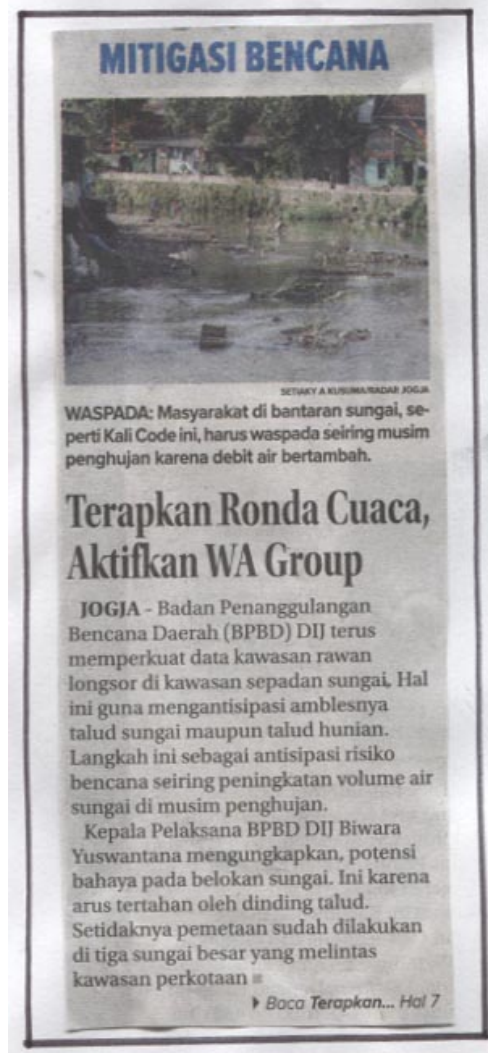 MITIGASI BENCANA
SETIAKY A KUSUMA/RADAR JOGJA
WASPADA: Masyarakat di bantaran sungai, se-
perti Kali Code ini, harus waspada seiring musim
penghujan karena debit air bertambah.
Terapkan Ronda Cuaca,
Aktifkan WA Group
JOGJA - Badan Penanggulangan
Bencana Daerah (BPBD) DIJ terus
memperkuat data kawasan rawan
longsor di kawasan sepadan sungai. Hal
ini guna mengantisipasi amblesnya
talud sungai maupun talud hunian.
Langkah ini sebagai antisipasi risiko
bencana seiring peningkatan volume air
sungai di musim penghujan.
Kepala Pelaksana BPBD DIJ Biwara
Yuswantana mengungkapkan, potensi
bahaya pada belokan sungai. Ini karena
arus tertahan oleh dinding talud.
Setidaknya pemetaan sudah dilakukan
di tiga sungai besar yang melintas
kawasan perkotaan
Baca Terapkan... Hal 7